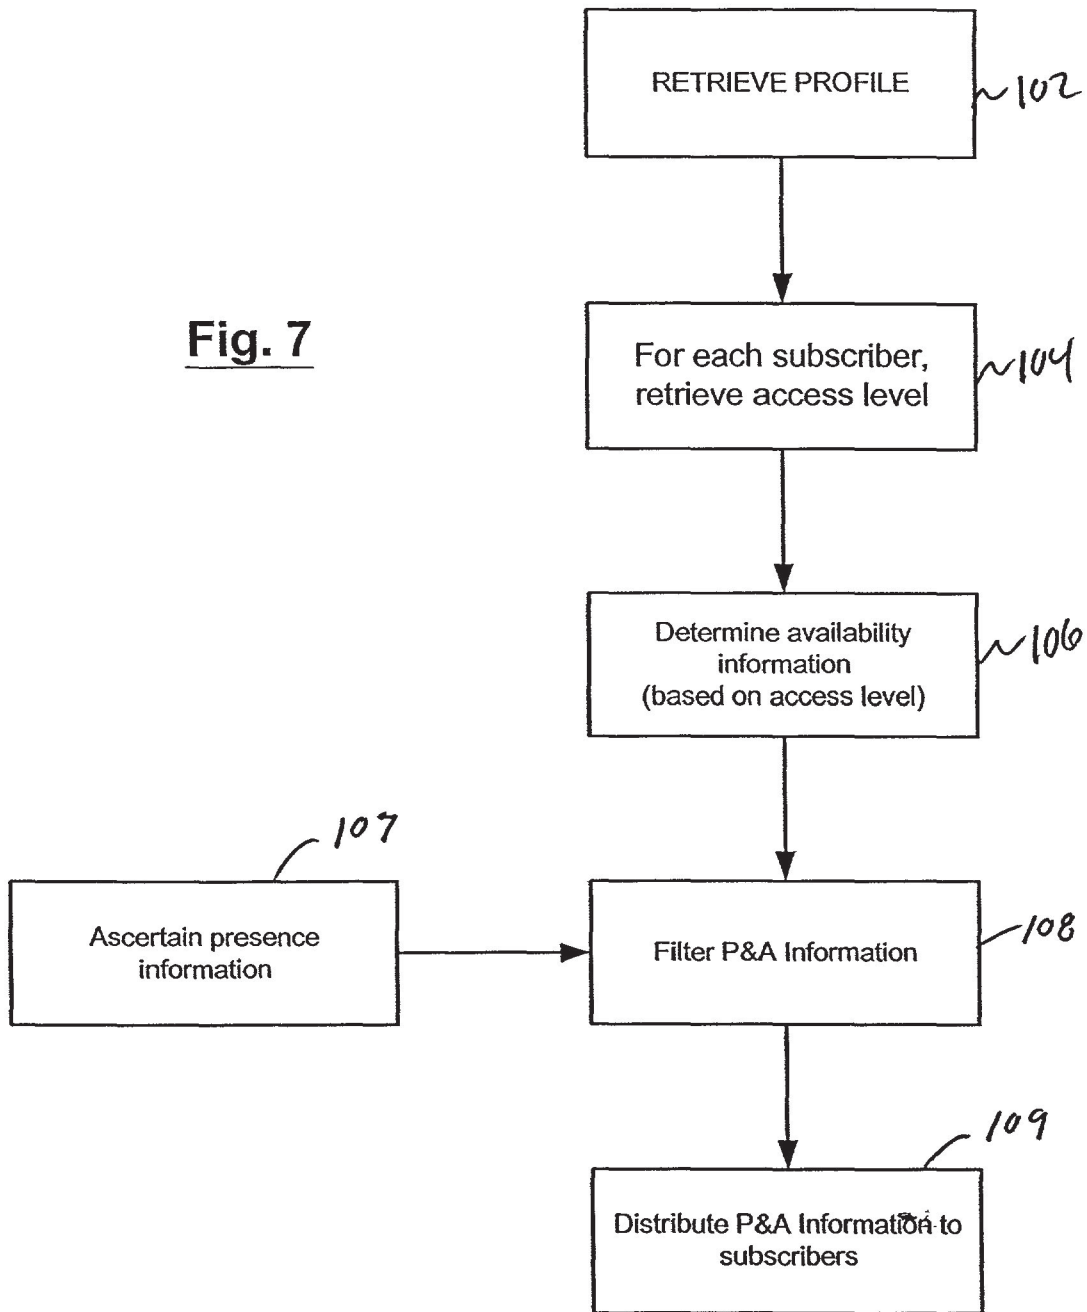 RETRIEVE PROFILE
102
Fig. 7
For each subscriber,
retrieve access level
104
Determine availability
information
(based on access level)
106
107
Ascertain presence
information
Filter P&A Information
108
109
Distribute P&A Information to
subscribers